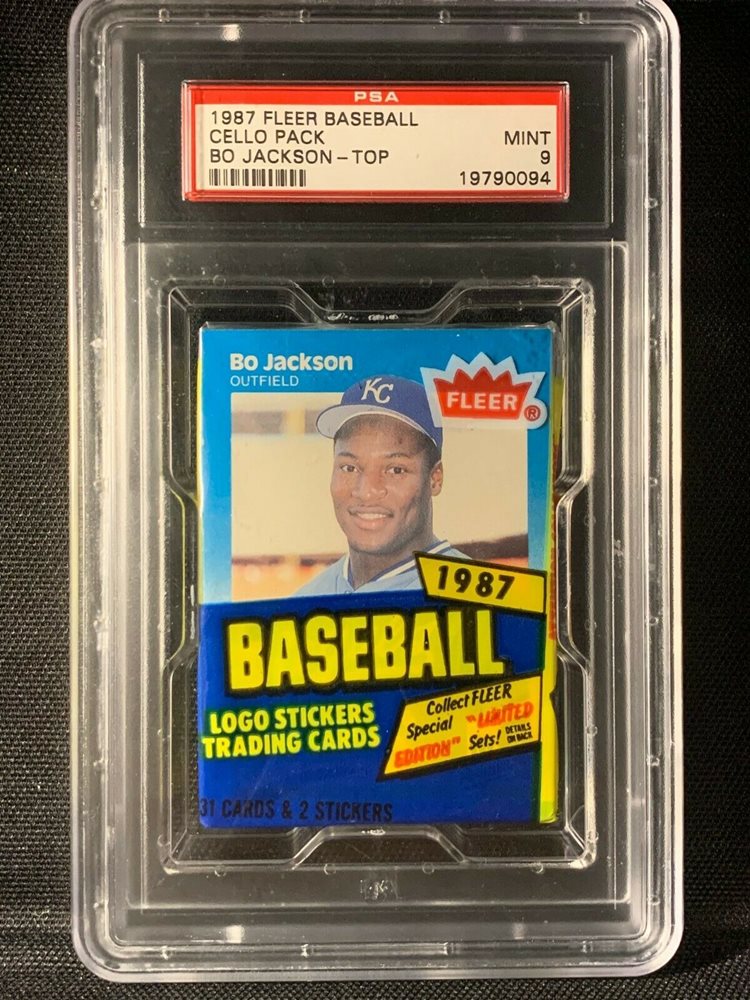 PSA
1987 FLEER BASEBALL
CELLO PACK MINT
BO JACKSON-TOP 9
19790094
Bo Jackson
OUTFIELD
KC
FLEER®
1987
BASEBALL
LOGO STICKERS
TRADING CARDS
Collect FLEER
Special "LIMITED
EDITION" Sets!
DETAILS
ON BACK
31 CARDS & 2 STICKERS